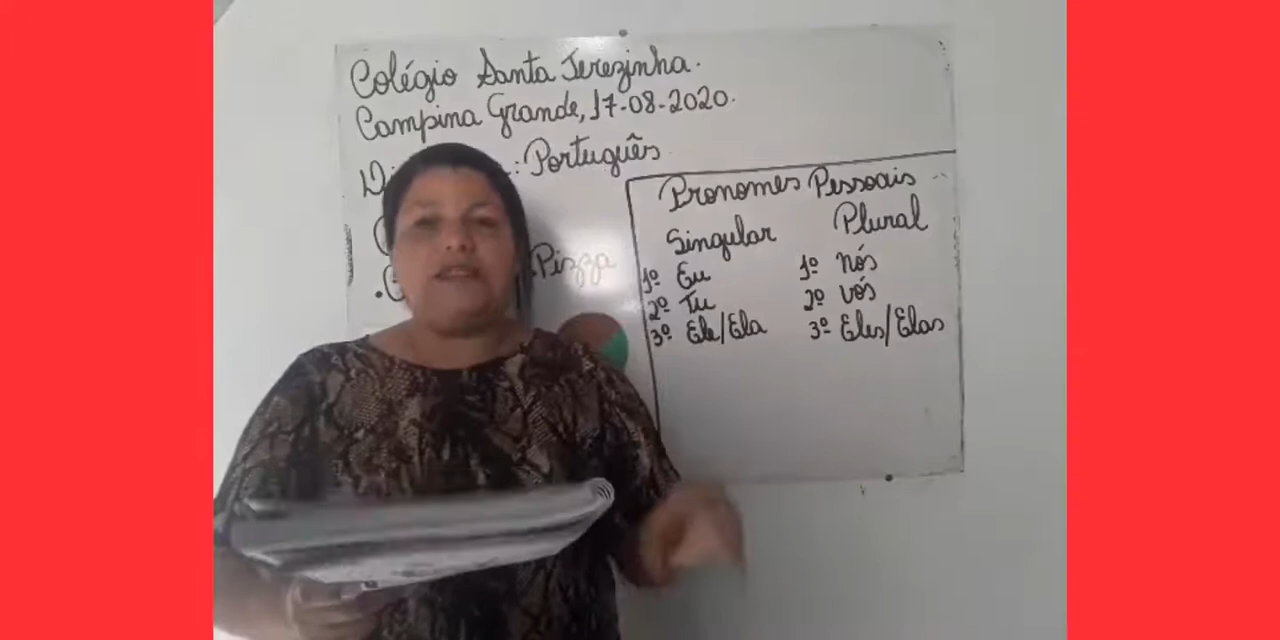 Colégio Santa Terezinha.
Campina Grande, 17-08-2020.
: Português
Pizza
Pronomes Pessoais
Singular Plural
1º Eu 1º nós
2º Tu 2º vós
3º Ele/Ela 3º Eles/Elas